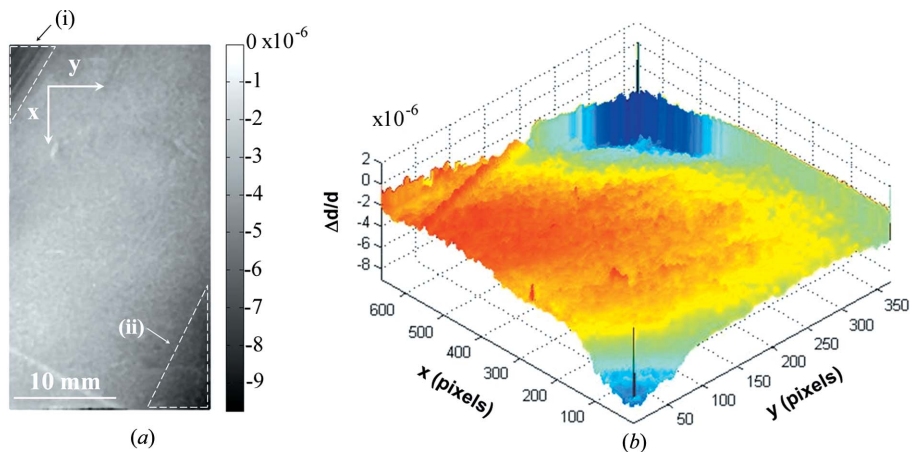 (i)
y
x
(ii)
10 mm
0 x10⁻⁶
-1
-2
-3
-4
-5
-6
-7
-8
-9
(a)
x10⁻⁶
2
0
-2
-4
-6
-8
Δd/d
600
500
400
300
200
100
x (pixels)
50
100
150
200
250
300
350
y (pixels)
(b)